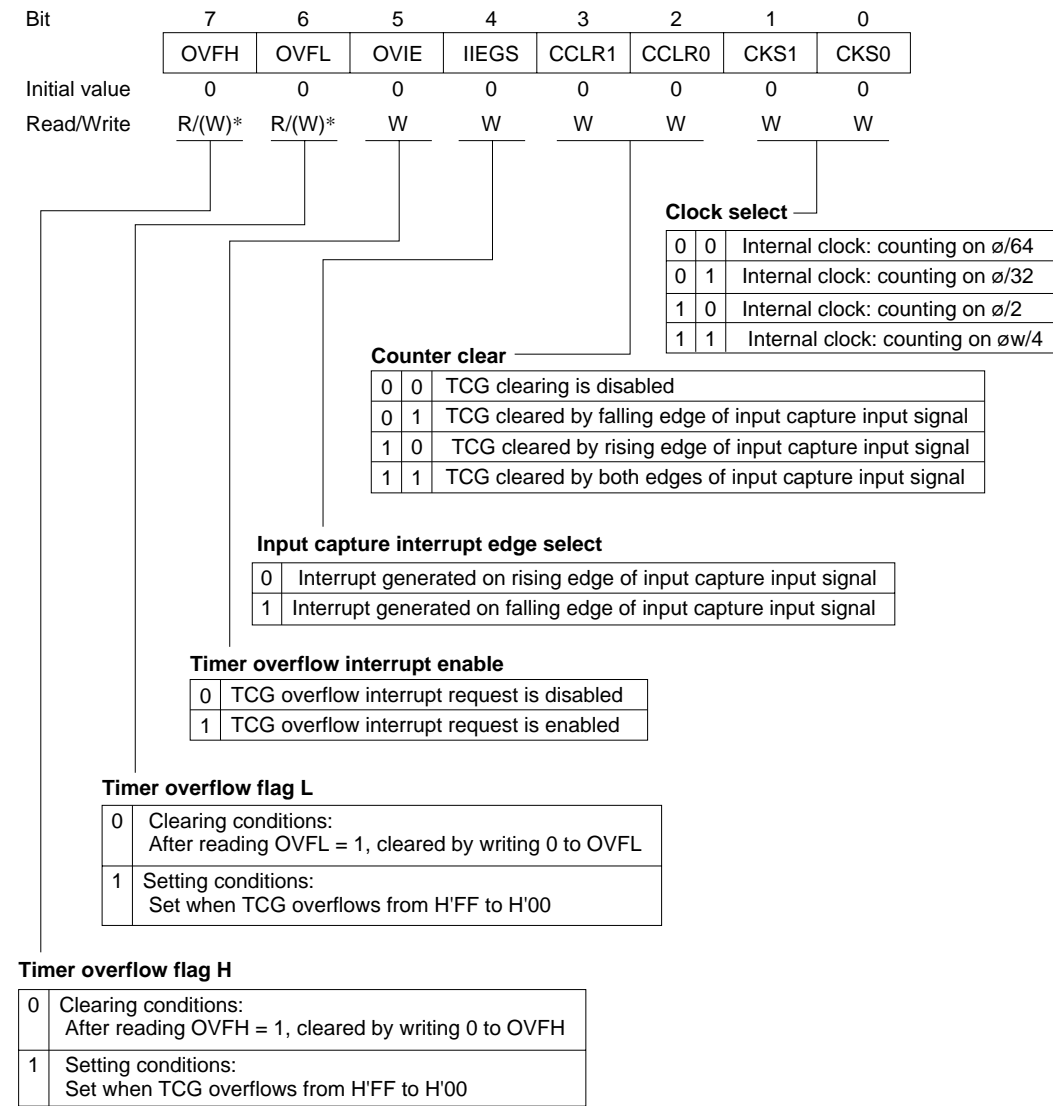 Bit 7 6 5 4 3 2 1 0
OVFH OVFL OVIE IIEGS CCLR1 CCLR0 CKS1 CKS0
Initial value 0 0 0 0 0 0 0 0
Read/Write R/(W)* R/(W)* W W W W W W
Clock select
0 0 Internal clock: counting on ø/64
0 1 Internal clock: counting on ø/32
1 0 Internal clock: counting on ø/2
1 1 Internal clock: counting on øw/4
Counter clear
0 0 TCG clearing is disabled
0 1 TCG cleared by falling edge of input capture input signal
1 0 TCG cleared by rising edge of input capture input signal
1 1 TCG cleared by both edges of input capture input signal
Input capture interrupt edge select
0 Interrupt generated on rising edge of input capture input signal
1 Interrupt generated on falling edge of input capture input signal
Timer overflow interrupt enable
0 TCG overflow interrupt request is disabled
1 TCG overflow interrupt request is enabled
Timer overflow flag L
0 Clearing conditions:
After reading OVFL = 1, cleared by writing 0 to OVFL
1 Setting conditions:
Set when TCG overflows from H'FF to H'00
Timer overflow flag H
0 Clearing conditions:
After reading OVFH = 1, cleared by writing 0 to OVFH
1 Setting conditions:
Set when TCG overflows from H'FF to H'00